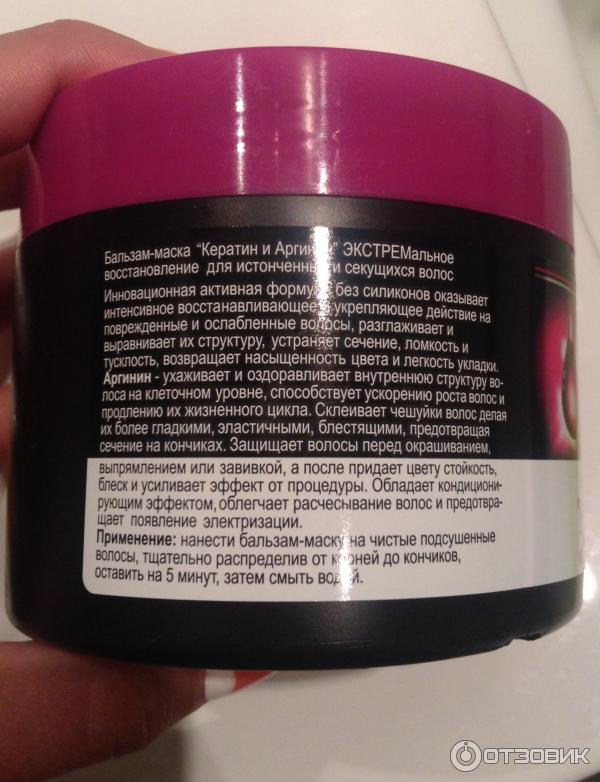 Бальзам-маска "Кератин и Аргинин" ЭКСТРЕМальное
восстановление для истонченных и секущихся волос
Инновационная активная формула без силиконов оказывает
интенсивное восстанавливающее и укрепляющее действие на
поврежденные и ослабленные волосы, разглаживает и
выравнивает их структуру, устраняет сечение, ломкость и
тусклость, возвращает насыщенность цвета и легкость укладки.
Аргинин - ухаживает и оздоравливает внутреннюю структуру во-
лоса на клеточном уровне, способствует ускорению роста волос и
продлению их жизненного цикла. Склеивает чешуйки волос делая
их более гладкими, эластичными, блестящими, предотвращая
сечение на кончиках. Защищает волосы перед окрашиванием,
выпрямлением или завивкой, а после придает цвету стойкость,
блеск и усиливает эффект от процедуры. Обладает кондициони-
рующим эффектом, облегчает расчесывание волос и предотвра-
щает появление электризации.
Применение: нанести бальзам-маску на чистые подсушенные
волосы, тщательно распределив от корней до кончиков,
оставить на 5 минут, затем смыть водой.
ОТЗОВИК